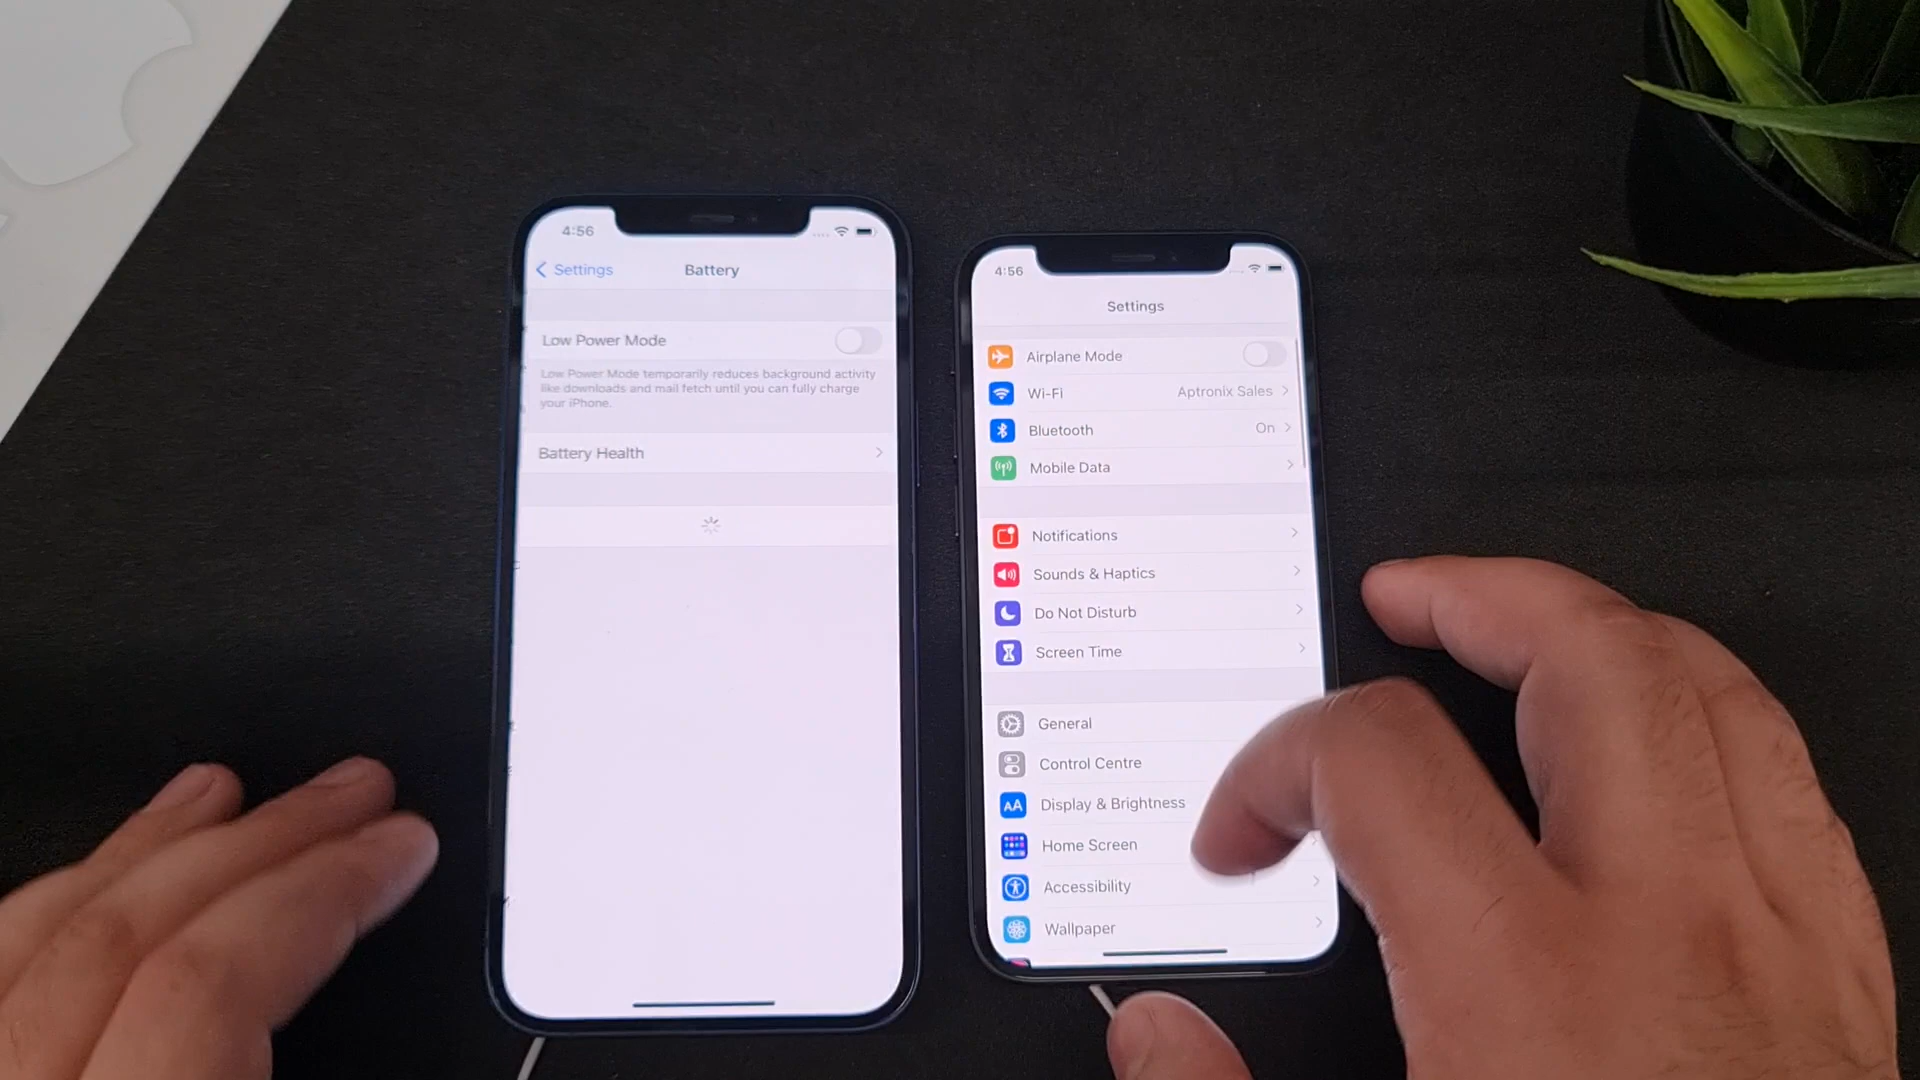 4:56
Settings
Battery
Low Power Mode
Low Power Mode temporarily reduces background activity
like downloads and mail fetch until you can fully charge
your iPhone.
Battery Health
4:56
Settings
Airplane Mode
Wi-Fi
Aptronix Sales
Bluetooth
On
Mobile Data
Notifications
Sounds & Haptics
Do Not Disturb
Screen Time
General
Control Centre
AA
Display & Brightness
Home Screen
Accessibility
Wallpaper